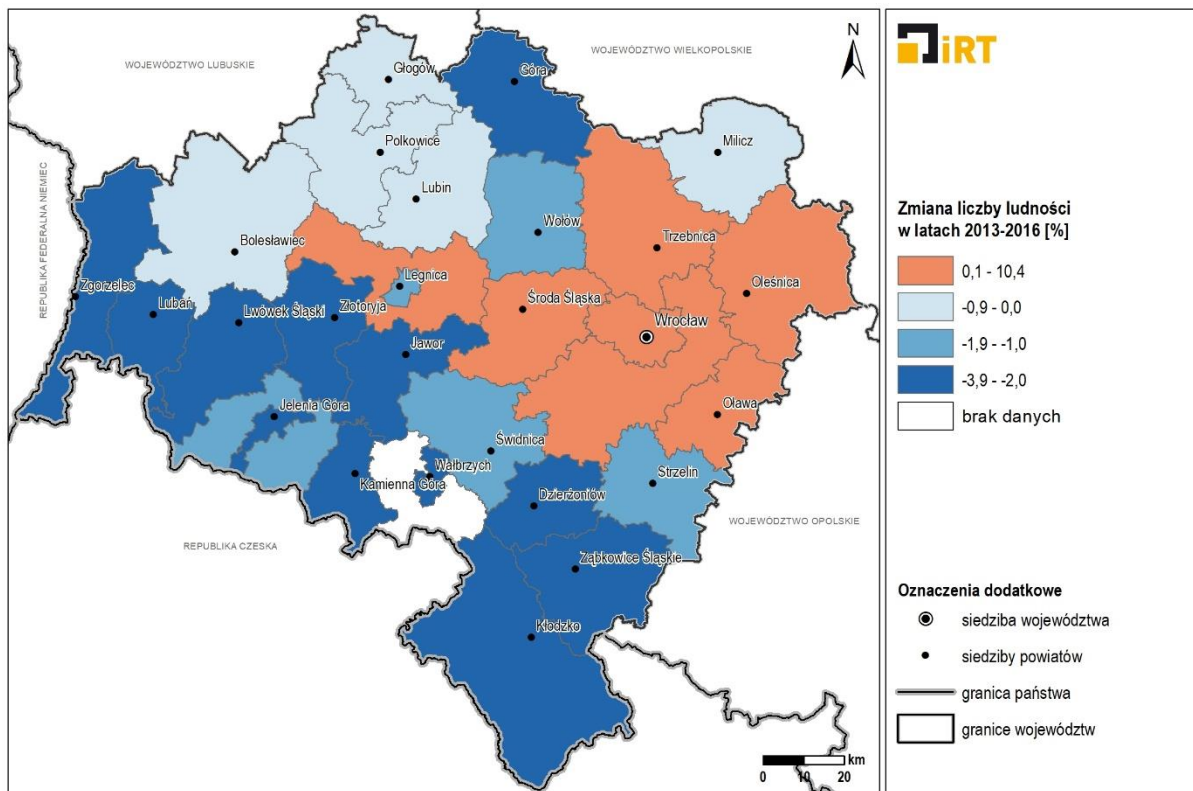 WOJEWÓDZTWO LUBUSKIE
WOJEWÓDZTWO WIELKOPOLSKIE
N
Głogów
Góra
Polkowice
Milicz
Lubin
REPUBLIKA FEDERALNA NIEMIEC
Wołów
Bolesławiec
Trzebnica
Legnica
Oleśnica
Zgorzelec
Lubań
Lwówek Śląski
Złotoryja
Środa Śląska
Wrocław
Jawor
Jelenia Góra
Oława
Świdnica
Wałbrzych
Strzelin
Kamienna Góra
Dzierżoniów
WOJEWÓDZTWO OPOLSKIE
REPUBLIKA CZESKA
Ząbkowice Śląskie
Kłodzko
km
0 10 20
iRT
Zmiana liczby ludności
w latach 2013-2016 [%]
0,1 - 10,4
-0,9 - 0,0
-1,9 - -1,0
-3,9 - -2,0
brak danych
Oznaczenia dodatkowe
siedziba województwa
siedziby powiatów
granica państwa
granice województw